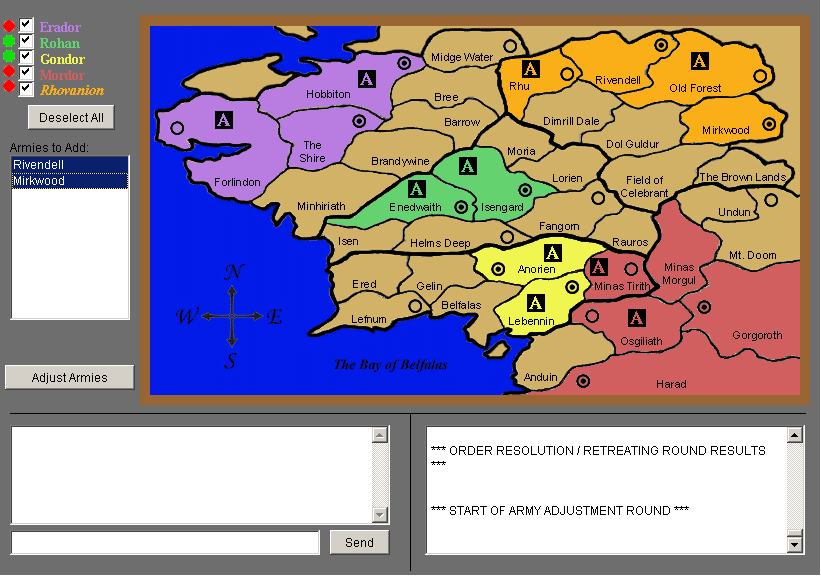 Erador
Rohan
Gondor
Mordor
Rhovanion
Deselect All
Armies to Add:
Rivendell
Mirkwood
Adjust Armies
Midge Water
A
Rhu
Rivendell
A
Old Forest
A
Hobbiton
Bree
Barrow
Dimrill Dale
Mirkwood
A
The
Shire
Brandywine
Moria
Dol Guldur
A
Forlindon
Lorien
Field of
Celebrant
The Brown Lands
A
Minhiriath
Enedwaith
Isengard
Undun
Fangorn
Isen
Helms Deep
Rauros
A
Mt. Doom
Anorien
A
Minas
Morgul
Minas Tirith
Ered
Gelin
A
Belfalas
Lebennin
Lefnum
A
Osgiliath
Gorgoroth
N
W E
S
The Bay of Belfalas
Anduin
Harad
Send
*** ORDER RESOLUTION / RETREATING ROUND RESULTS
***
*** START OF ARMY ADJUSTMENT ROUND ***